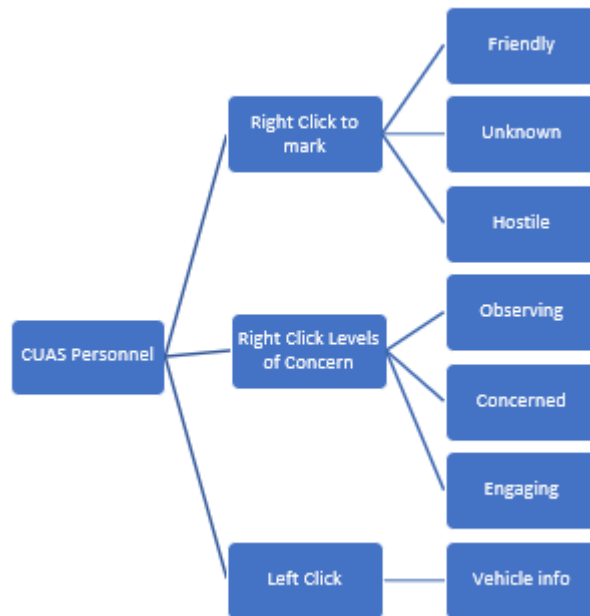 CUAS Personnel
Right Click to
mark
Friendly
Unknown
Hostile
Right Click Levels
of Concern
Observing
Concerned
Engaging
Left Click
Vehicle info